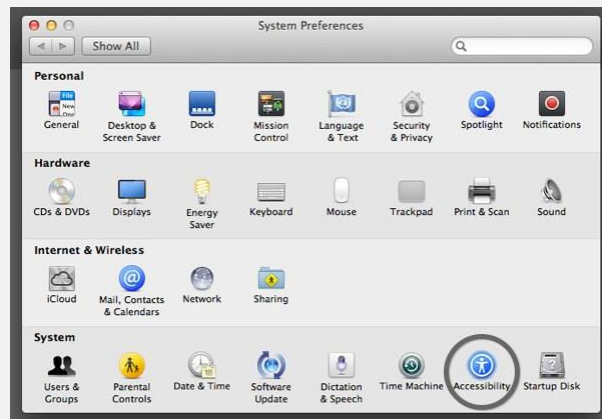 System Preferences
Show All
Personal
General
Desktop &
Screen Saver
Dock
Mission
Control
Language
& Text
Security
& Privacy
Spotlight
Notifications
Hardware
CDs & DVDs
Displays
Energy
Saver
Keyboard
Mouse
Trackpad
Print & Scan
Sound
Internet & Wireless
iCloud
Mail, Contacts
& Calendars
Network
Sharing
System
Users &
Groups
Parental
Controls
Date & Time
Software
Update
Dictation
& Speech
Time Machine
Accessibility
Startup Disk